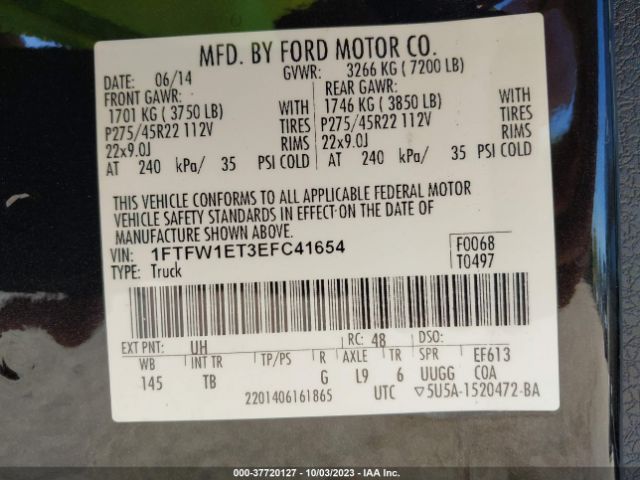 MFD. BY FORD MOTOR CO.
DATE: 06/14 GVWR: 3266 KG ( 7200 LB)
FRONT GAWR: REAR GAWR:
1701 KG ( 3750 LB) WITH 1746 KG ( 3850 LB) WITH
P275/45R22 112V TIRES P275/45R22 112V TIRES
22x9.0J RIMS 22x9.0J RIMS
AT 240 kPa/ 35 PSI COLD AT 240 kPa/ 35 PSI COLD
THIS VEHICLE CONFORMS TO ALL APPLICABLE FEDERAL MOTOR
VEHICLE SAFETY STANDARDS IN EFFECT ON THE DATE OF
MANUFACTURE SHOWN ABOVE.
VIN: 1FTFW1ET3EFC41654 F0068
TYPE: Truck T0497
EXT PNT: UH RC: 48 DSO:
WB INT TR TP/PS R AXLE TR SPR EF613
145 TB G L9 6 UUGG COA
2201406161865 UTC ▽5U5A-1520472-BA
000-37720127 - 10/03/2023 - IAA Inc.